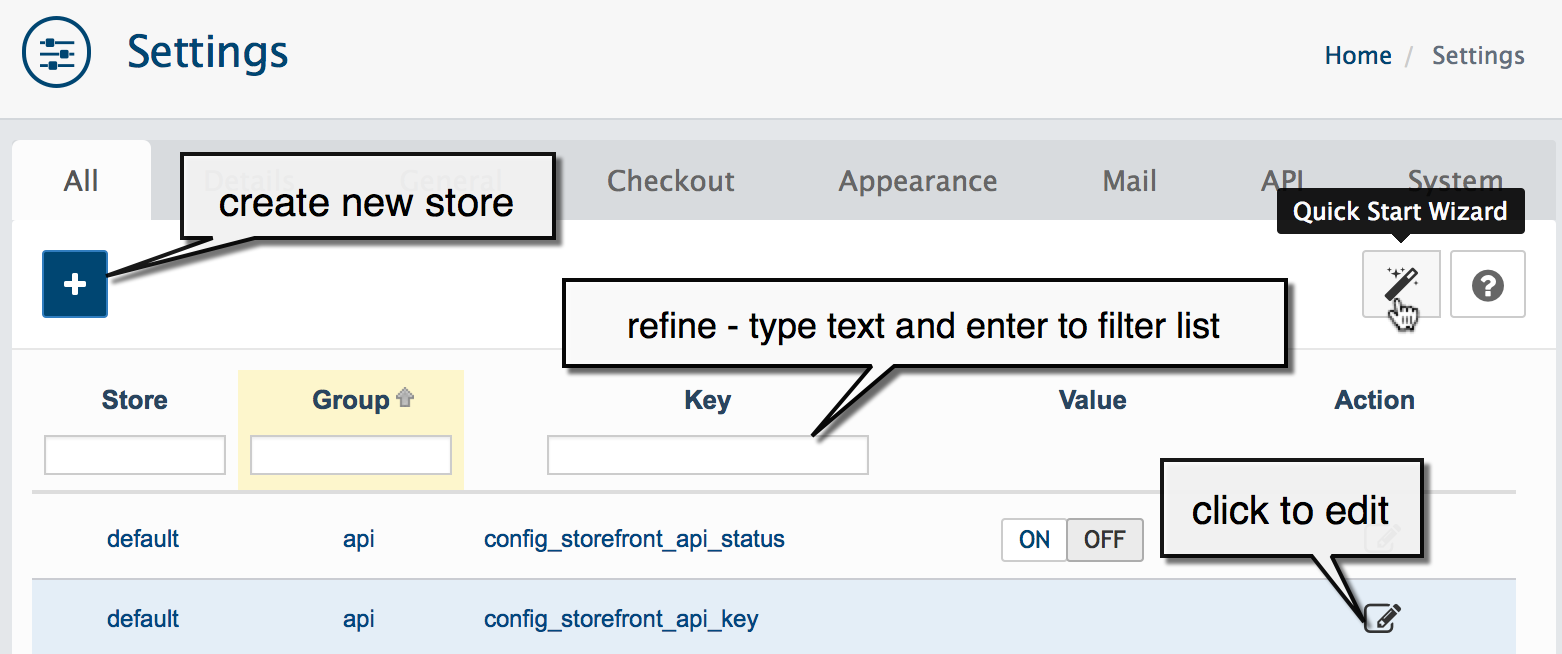 Settings
Home / Settings
All Details General Checkout Appearance Mail API System
create new store
Quick Start Wizard
refine - type text and enter to filter list
Store Group Key Value Action
click to edit
default api config_storefront_api_status ON OFF
default api config_storefront_api_key